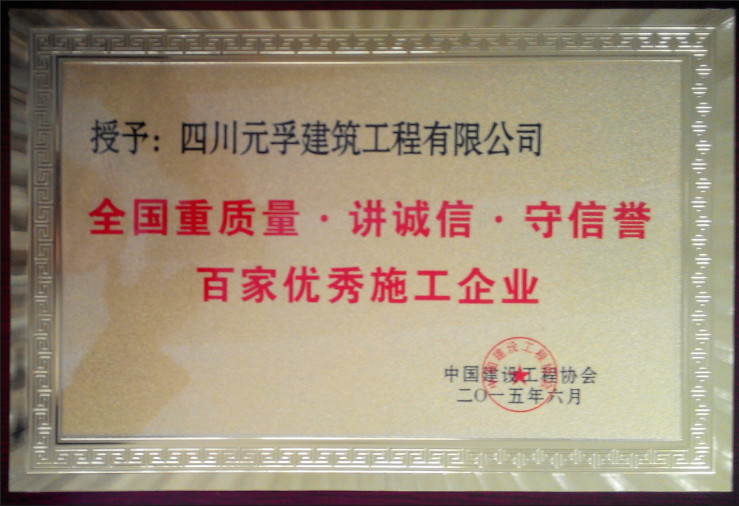 授予：四川元孚建筑工程有限公司
全国重质量·讲诚信·守信誉
百家优秀施工企业
中国建设工程协会
二〇一五年六月